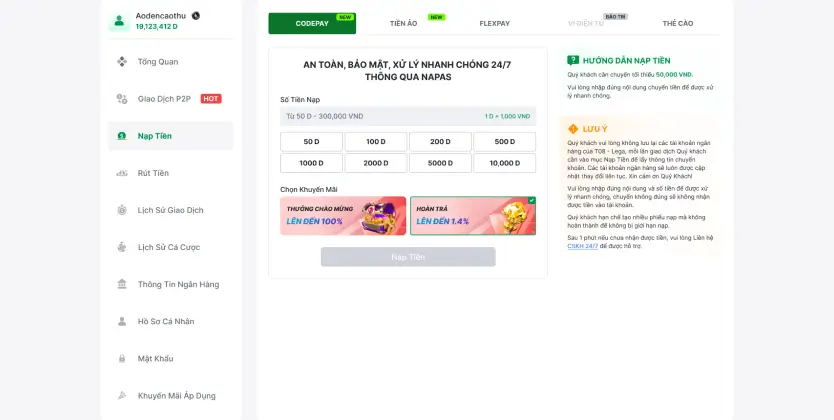 Aodencaothu
19,123,412 D
Tổng Quan
Giao Dịch P2P HOT
Nạp Tiền
Rút Tiền
Lịch Sử Giao Dịch
Lịch Sử Cá Cược
Thông Tin Ngân Hàng
Hồ Sơ Cá Nhân
Mật Khẩu
Khuyến Mãi Áp Dụng
CODEPAY NEW
TIỀN ẢO NEW
FLEXPAY
VÍ ĐIỆN TỬ BẢO TRÌ
THẺ CÀO
AN TOÀN, BẢO MẬT, XỬ LÝ NHANH CHÓNG 24/7
THÔNG QUA NAPAS
Số Tiền Nạp
Từ 50 D - 300,000 VND 1 D = 1,000 VND
50 D 100 D 200 D 500 D
1000 D 2000 D 5000 D 10,000 D
Chọn Khuyến Mãi
THƯỞNG CHÀO MỪNG
LÊN ĐẾN 100%
HOÀN TRẢ
LÊN ĐẾN 1.4%
Nạp Tiền
HƯỚNG DẪN NẠP TIỀN
Quý khách cần chuyển tối thiểu 50,000 VND.
Vui lòng nhập đúng nội dung chuyển tiền để được xử
lý nhanh chóng.
LƯU Ý
Quý khách vui lòng không lưu lại các tài khoản ngân
hàng của T08 - Lega, mỗi lần giao dịch Quý khách
cần vào mục Nạp Tiền để lấy thông tin chuyển
khoản. Các tài khoản ngân hàng sẽ luôn được cập
nhật thay đổi liên tục. Xin cảm ơn Quý Khách!
Vui lòng nhập đúng nội dung và số tiền để được xử
lý nhanh chóng, chuyển không đúng sẽ không nhận
được tiền vào tài khoản.
Quý khách hạn chế tạo nhiều phiếu nạp mà không
hoàn thành để không bị giới hạn nạp.
Sau 1 phút nếu chưa nhận được tiền, vui lòng Liên hệ
CSKH 24/7 để được hỗ trợ.